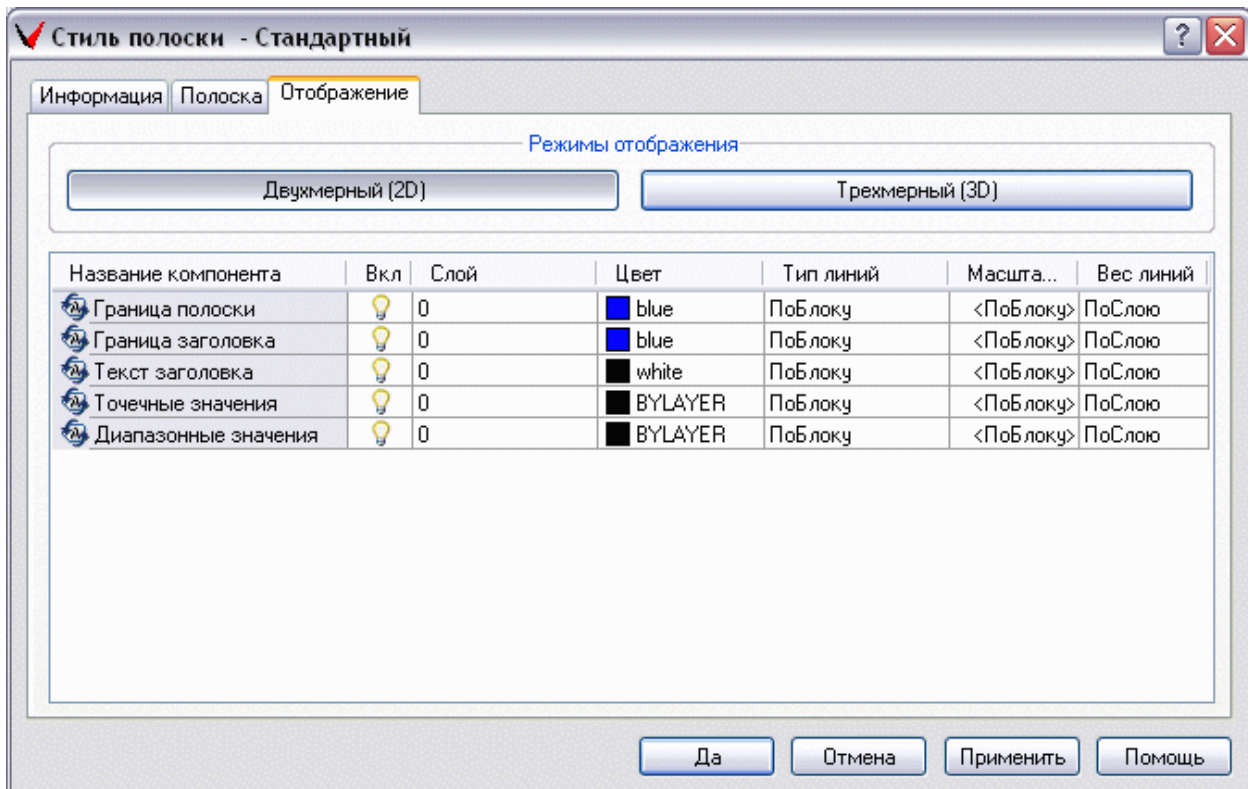 Стиль полоски - Стандартный
Информация Полоска Отображение
Режимы отображения
Двухмерный (2D) Трехмерный (3D)
Название компонента Вкл Слой Цвет Тип линий Масшта... Вес линий
Граница полоски 0 blue ПоБлоку <ПоБлоку> ПоСлою
Граница заголовка 0 blue ПоБлоку <ПоБлоку> ПоСлою
Текст заголовка 0 white ПоБлоку <ПоБлоку> ПоСлою
Точечные значения 0 BYLAYER ПоБлоку <ПоБлоку> ПоСлою
Диапазонные значения 0 BYLAYER ПоБлоку <ПоБлоку> ПоСлою
Да Отмена Применить Помощь